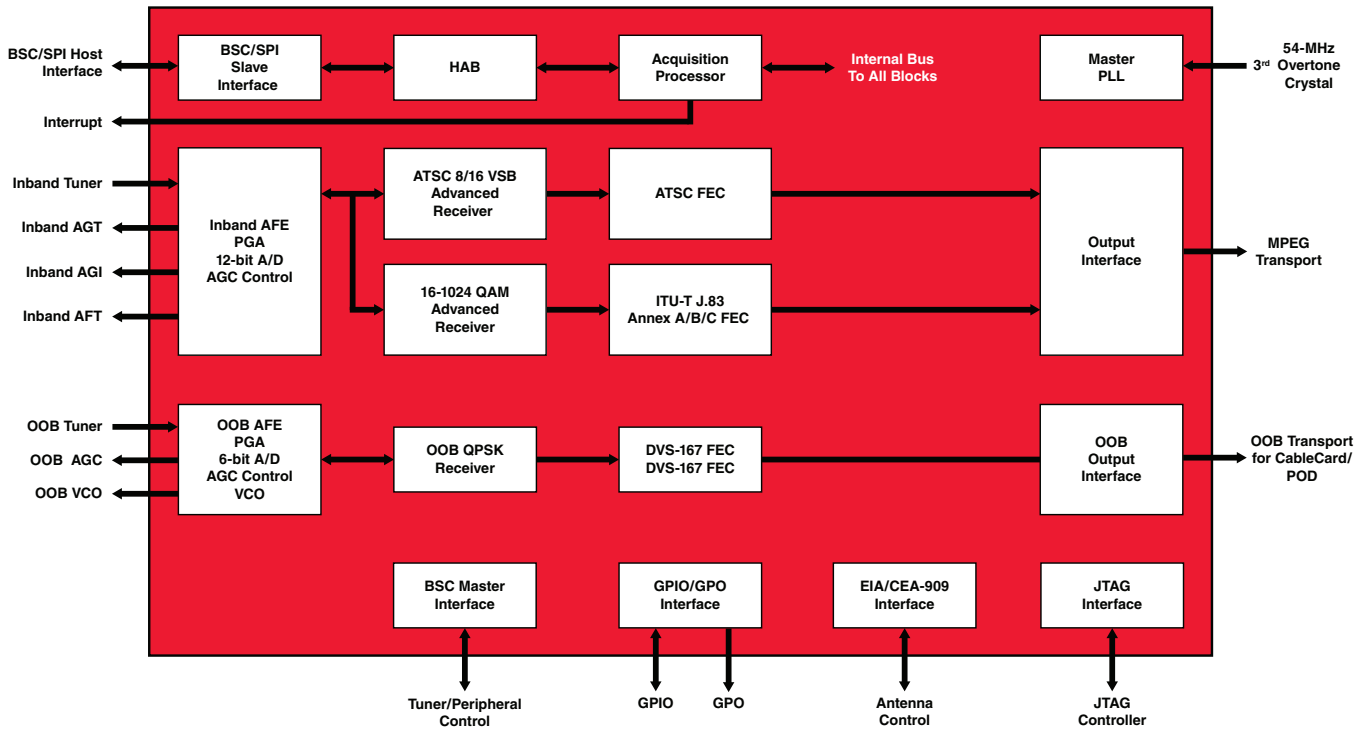 BSC/SPI Host
Interface
BSC/SPI
Slave
Interface
HAB
Acquisition
Processor
Internal Bus
To All Blocks
Master
PLL
54-MHz
3rd Overtone
Crystal
Interrupt
Inband Tuner
Inband AGT
Inband AGI
Inband AFT
Inband AFE
PGA
12-bit A/D
AGC Control
ATSC 8/16 VSB
Advanced
Receiver
ATSC FEC
16-1024 QAM
Advanced
Receiver
ITU-T J.83
Annex A/B/C FEC
Output
Interface
MPEG
Transport
OOB Tuner
OOB AGC
OOB VCO
OOB AFE
PGA
6-bit A/D
AGC Control
VCO
OOB QPSK
Receiver
DVS-167 FEC
DVS-167 FEC
OOB
Output
Interface
OOB Transport
for CableCard/
POD
BSC Master
Interface
GPIO/GPO
Interface
EIA/CEA-909
Interface
JTAG
Interface
Tuner/Peripheral
Control
GPIO
GPO
Antenna
Control
JTAG
Controller